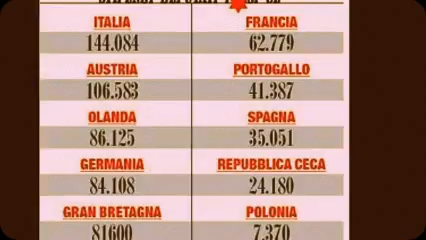 ITALIA FRANCIA
144.084 62.779
AUSTRIA PORTOGALLO
106.583 41.387
OLANDA SPAGNA
86.125 35.051
GERMANIA REPUBBLICA CECA
84.108 24.180
GRAN BRETAGNA POLONIA
81600 7.370